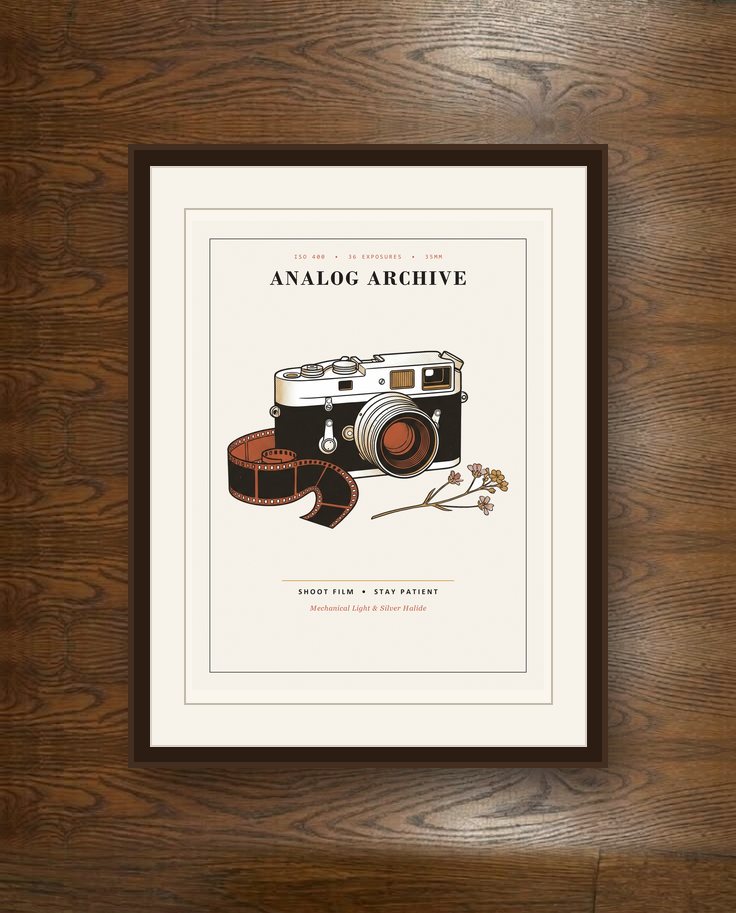 ISO 400 • 36 EXPOSURES • 35MM
ANALOG ARCHIVE
SHOOT FILM • STAY PATIENT
Mechanical Light & Silver Halide